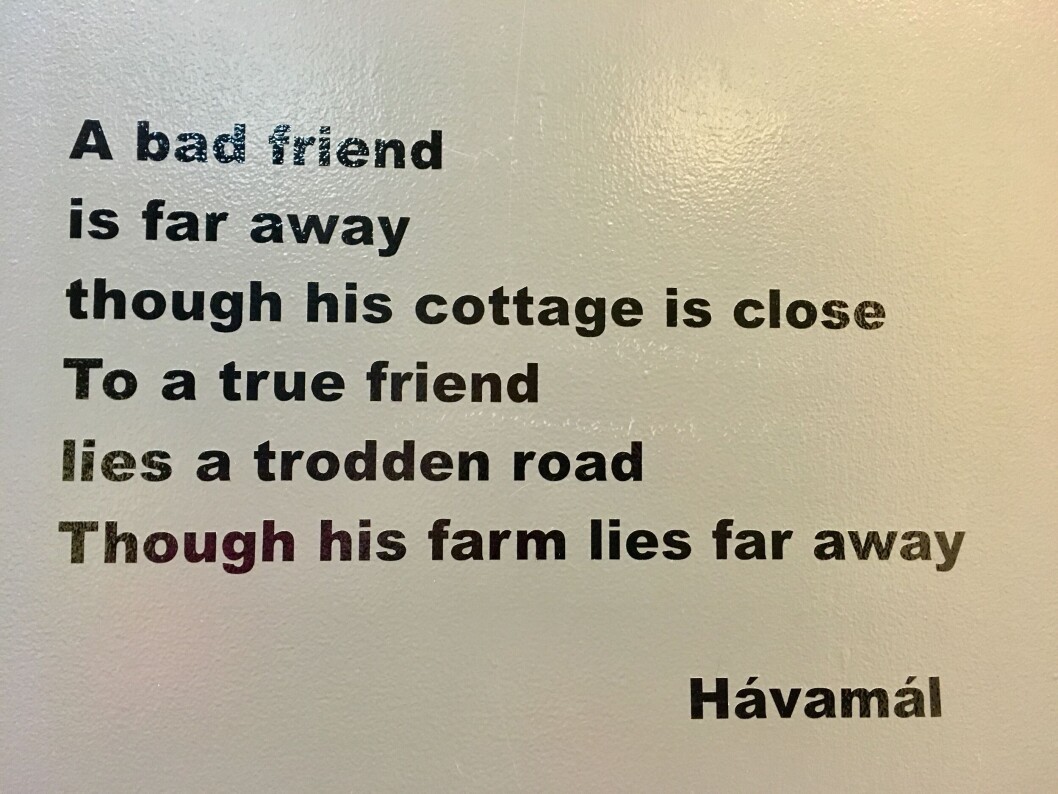 A bad friend
is far away
though his cottage is close
To a true friend
lies a trodden road
Though his farm lies far away
Hávamál